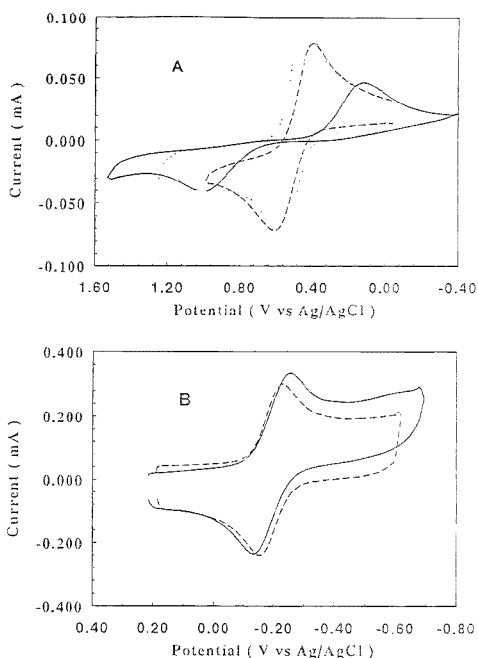 0.100
A
0.050
0.000
-0.050
-0.100
Current ( mA )
1.60 1.20 0.80 0.40 0.00 -0.40
Potential ( V vs Ag/AgCl )
0.400
B
0.200
0.000
-0.200
-0.400
Current ( mA )
0.40 0.20 0.00 -0.20 -0.40 -0.60 -0.80
Potential ( V vs Ag/AgCl )